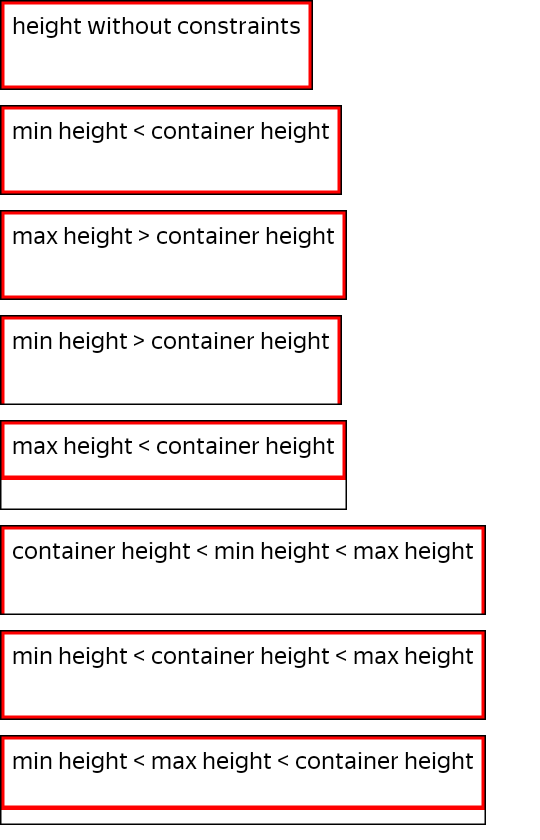 height without constraints
min height < container height
max height > container height
min height > container height
max height < container height
container height < min height < max height
min height < container height < max height
min height < max height < container height